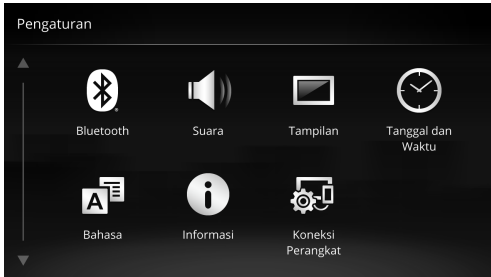 Pengaturan
Bluetooth
Suara
Tampilan
Tanggal dan
Waktu
A
Bahasa
Informasi
Koneksi
Perangkat